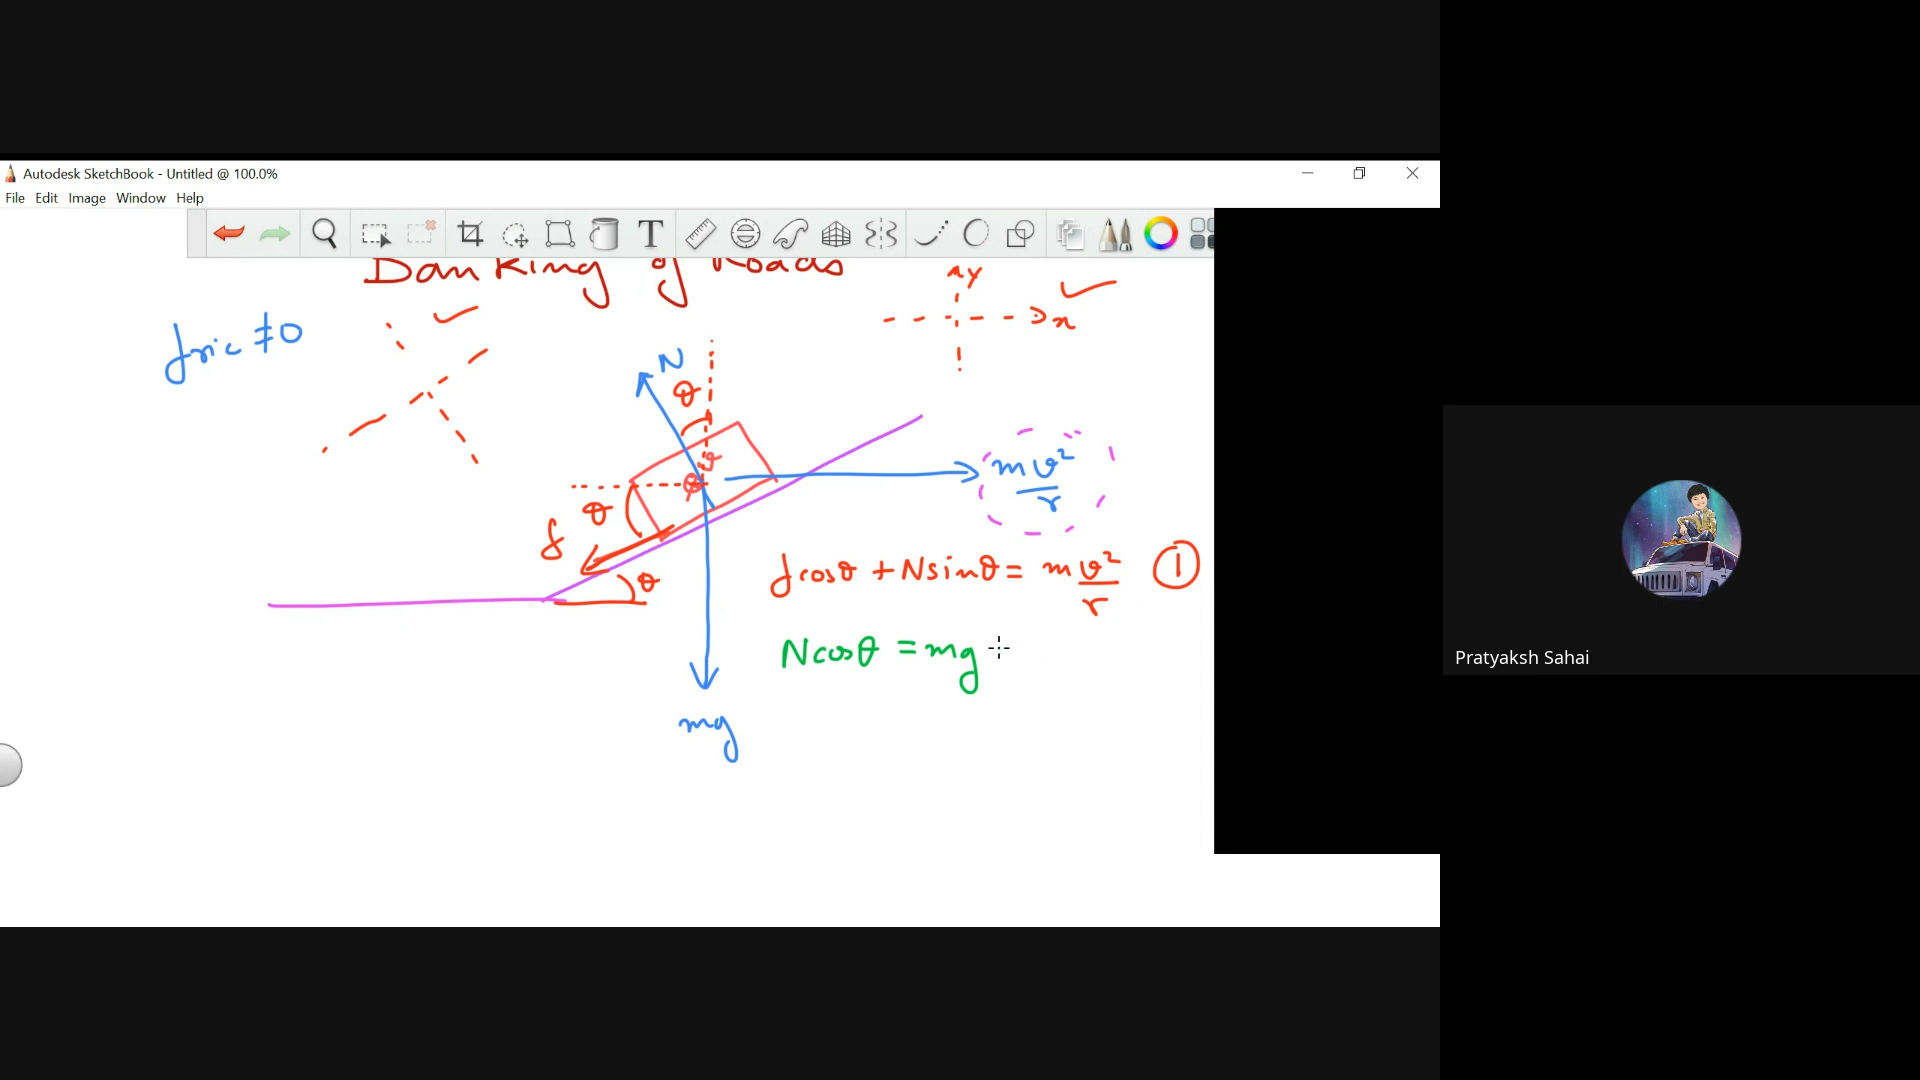 Autodesk SketchBook - Untitled @ 100.0%
File Edit Image Window Help
T
Banking of Roads
y
x
fric ≠ 0
N
θ
mv²/r
θ
f
θ
f cosθ + N sinθ = mv²/r ①
N cosθ = mg
mg
Pratyaksh Sahai